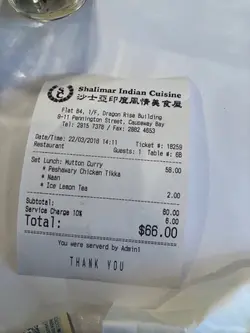 Shalimar Indian Cuisine
沙士亞印度風情美食屋
Flat B4, 1/F, Dragon Rise Building
9-11 Pennington Street, Causeway Bay
Tel: 2915 7378 / Fax: 2882 4653
Date/Time: 22/03/2018 14:11 Ticket: 18259
Restaurant Guests: 1 Table #: 6B
Set Lunch: Mutton Curry 58.00
* Peshawary Chicken Tikka
* Naan
* Ice Lemon Tea 2.00
Subtotal: 60.00
Service Charge 10% 6.00
Total: $66.00
You were serverd by Admin1
THANK YOU